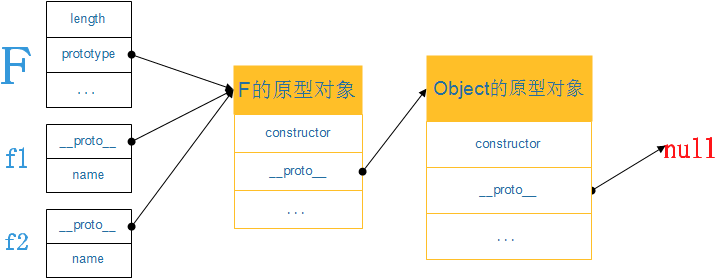 F
length
prototype
...
f1
__proto__
name
f2
__proto__
name
F的原型对象
constructor
__proto__
...
Object的原型对象
constructor
__proto__
...
null